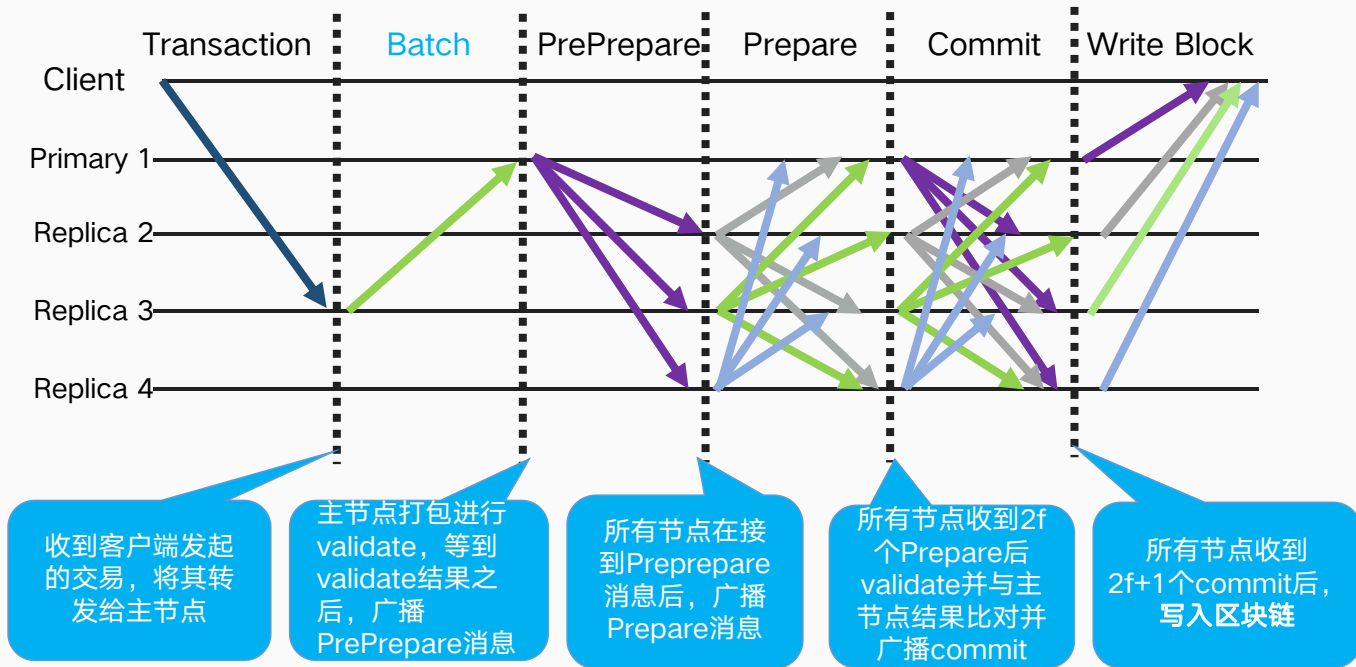 Transaction
Batch
PrePrepare
Prepare
Commit
Write Block
Client
Primary 1
Replica 2
Replica 3
Replica 4
收到客户端发起
的交易，将其转
发给主节点
主节点打包进行
validate，等到
validate结果之
后，广播
PrePrepare消息
所有节点在接
到Preprepare
消息后，广播
Prepare消息
所有节点收到2f
个Prepare后
validate并与主
节点结果比对并
广播commit
所有节点收到
2f+1个commit后，
写入区块链